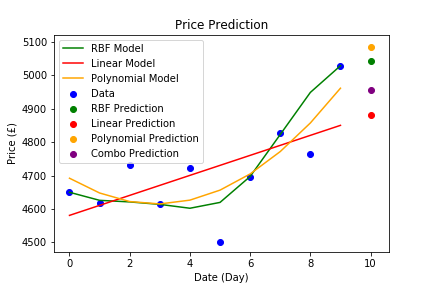 Price Prediction
5100
5000
4900
4800
4700
4600
4500
Price (£)
RBF Model
Linear Model
Polynomial Model
Data
RBF Prediction
Linear Prediction
Polynomial Prediction
Combo Prediction
0 2 4 6 8 10
Date (Day)